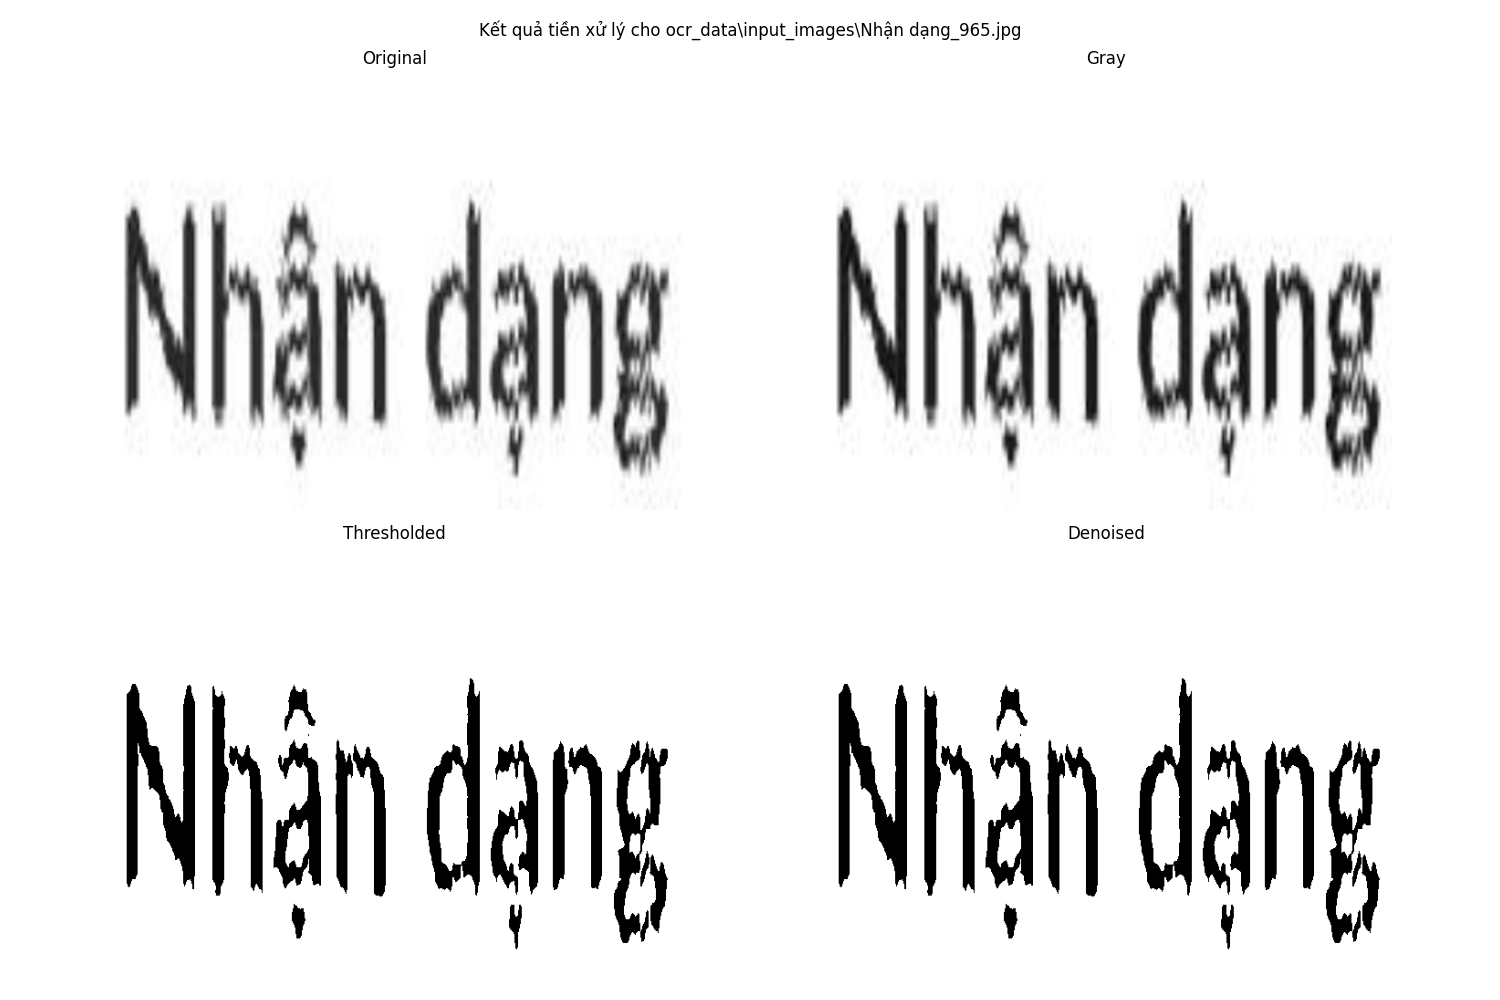 Kết quả tiền xử lý cho ocr_data\input_images\Nhận dạng_965.jpg
Original
Gray
Nhận dạng
Nhận dạng
Thresholded
Denoised
Nhận dạng
Nhận dạng